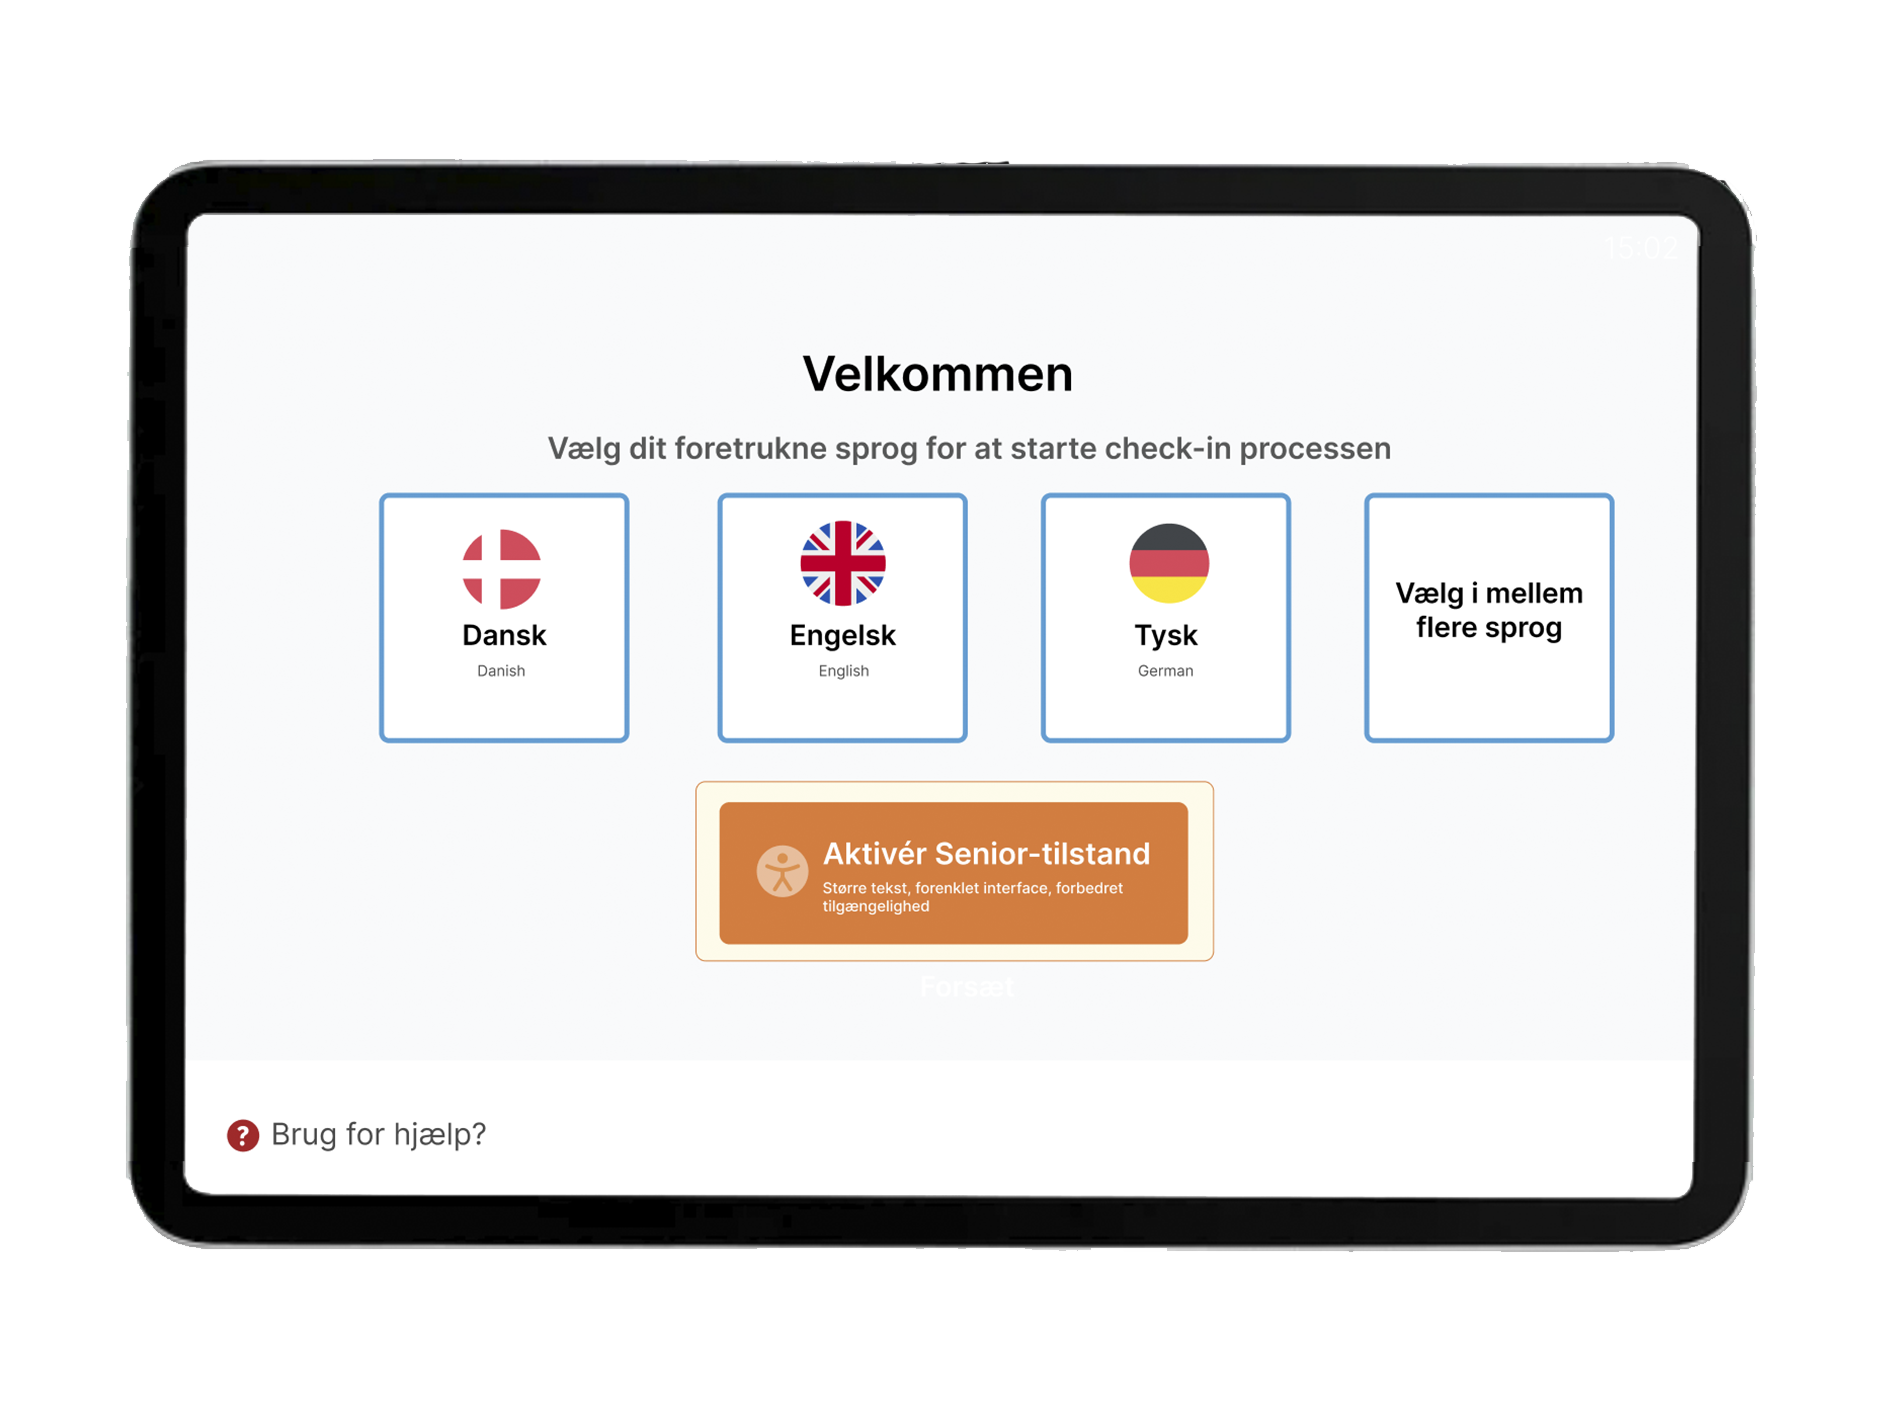 15:02
Velkommen
Vælg dit foretrukne sprog for at starte check-in processen
Dansk
Danish
Engelsk
English
Tysk
German
Vælg i mellem
flere sprog
Aktivér Senior-tilstand
Større tekst, forenklet interface, forbedret
tilgængelighed
Forsæt
? Brug for hjælp?